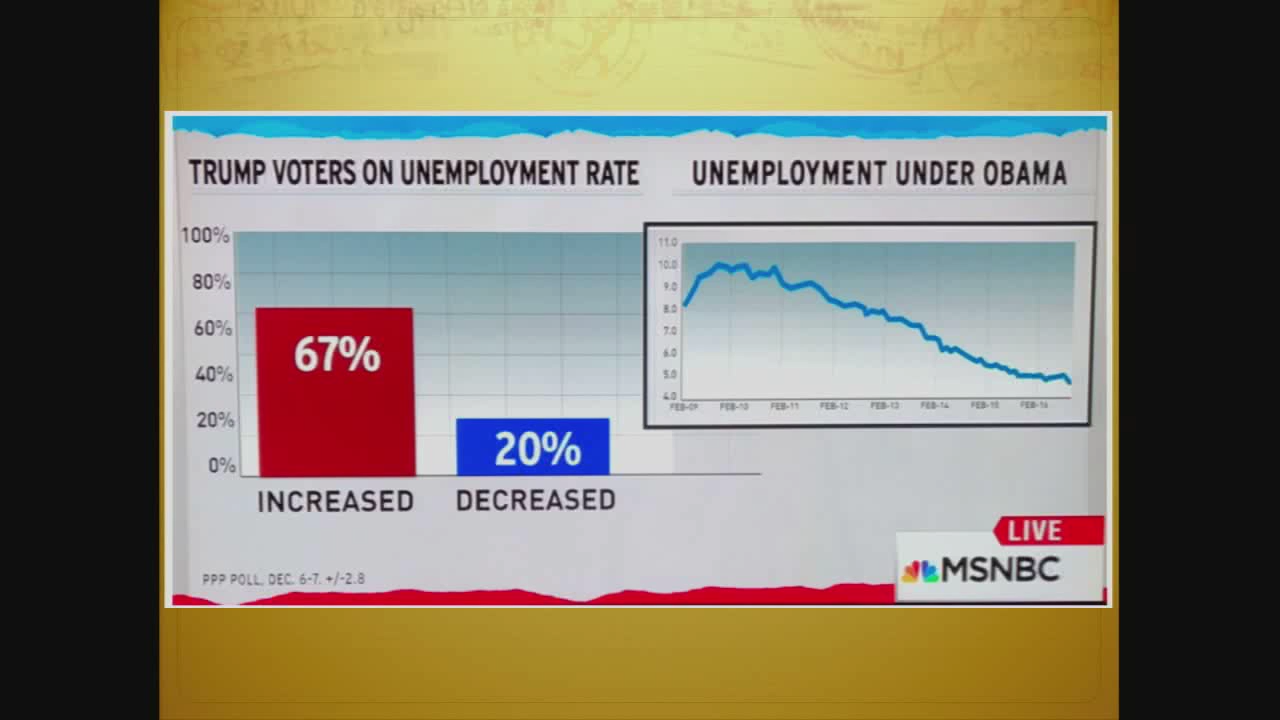 TRUMP VOTERS ON UNEMPLOYMENT RATE
100%
80%
60%
40%
20%
0%
67%
20%
INCREASED DECREASED
PPP POLL, DEC. 6-7. +/-2.8
UNEMPLOYMENT UNDER OBAMA
11.0
10.0
9.0
8.0
7.0
6.0
5.0
4.0
FEB-09 FEB-10 FEB-11 FEB-12 FEB-13 FEB-14 FEB-15 FEB-16
LIVE
MSNBC